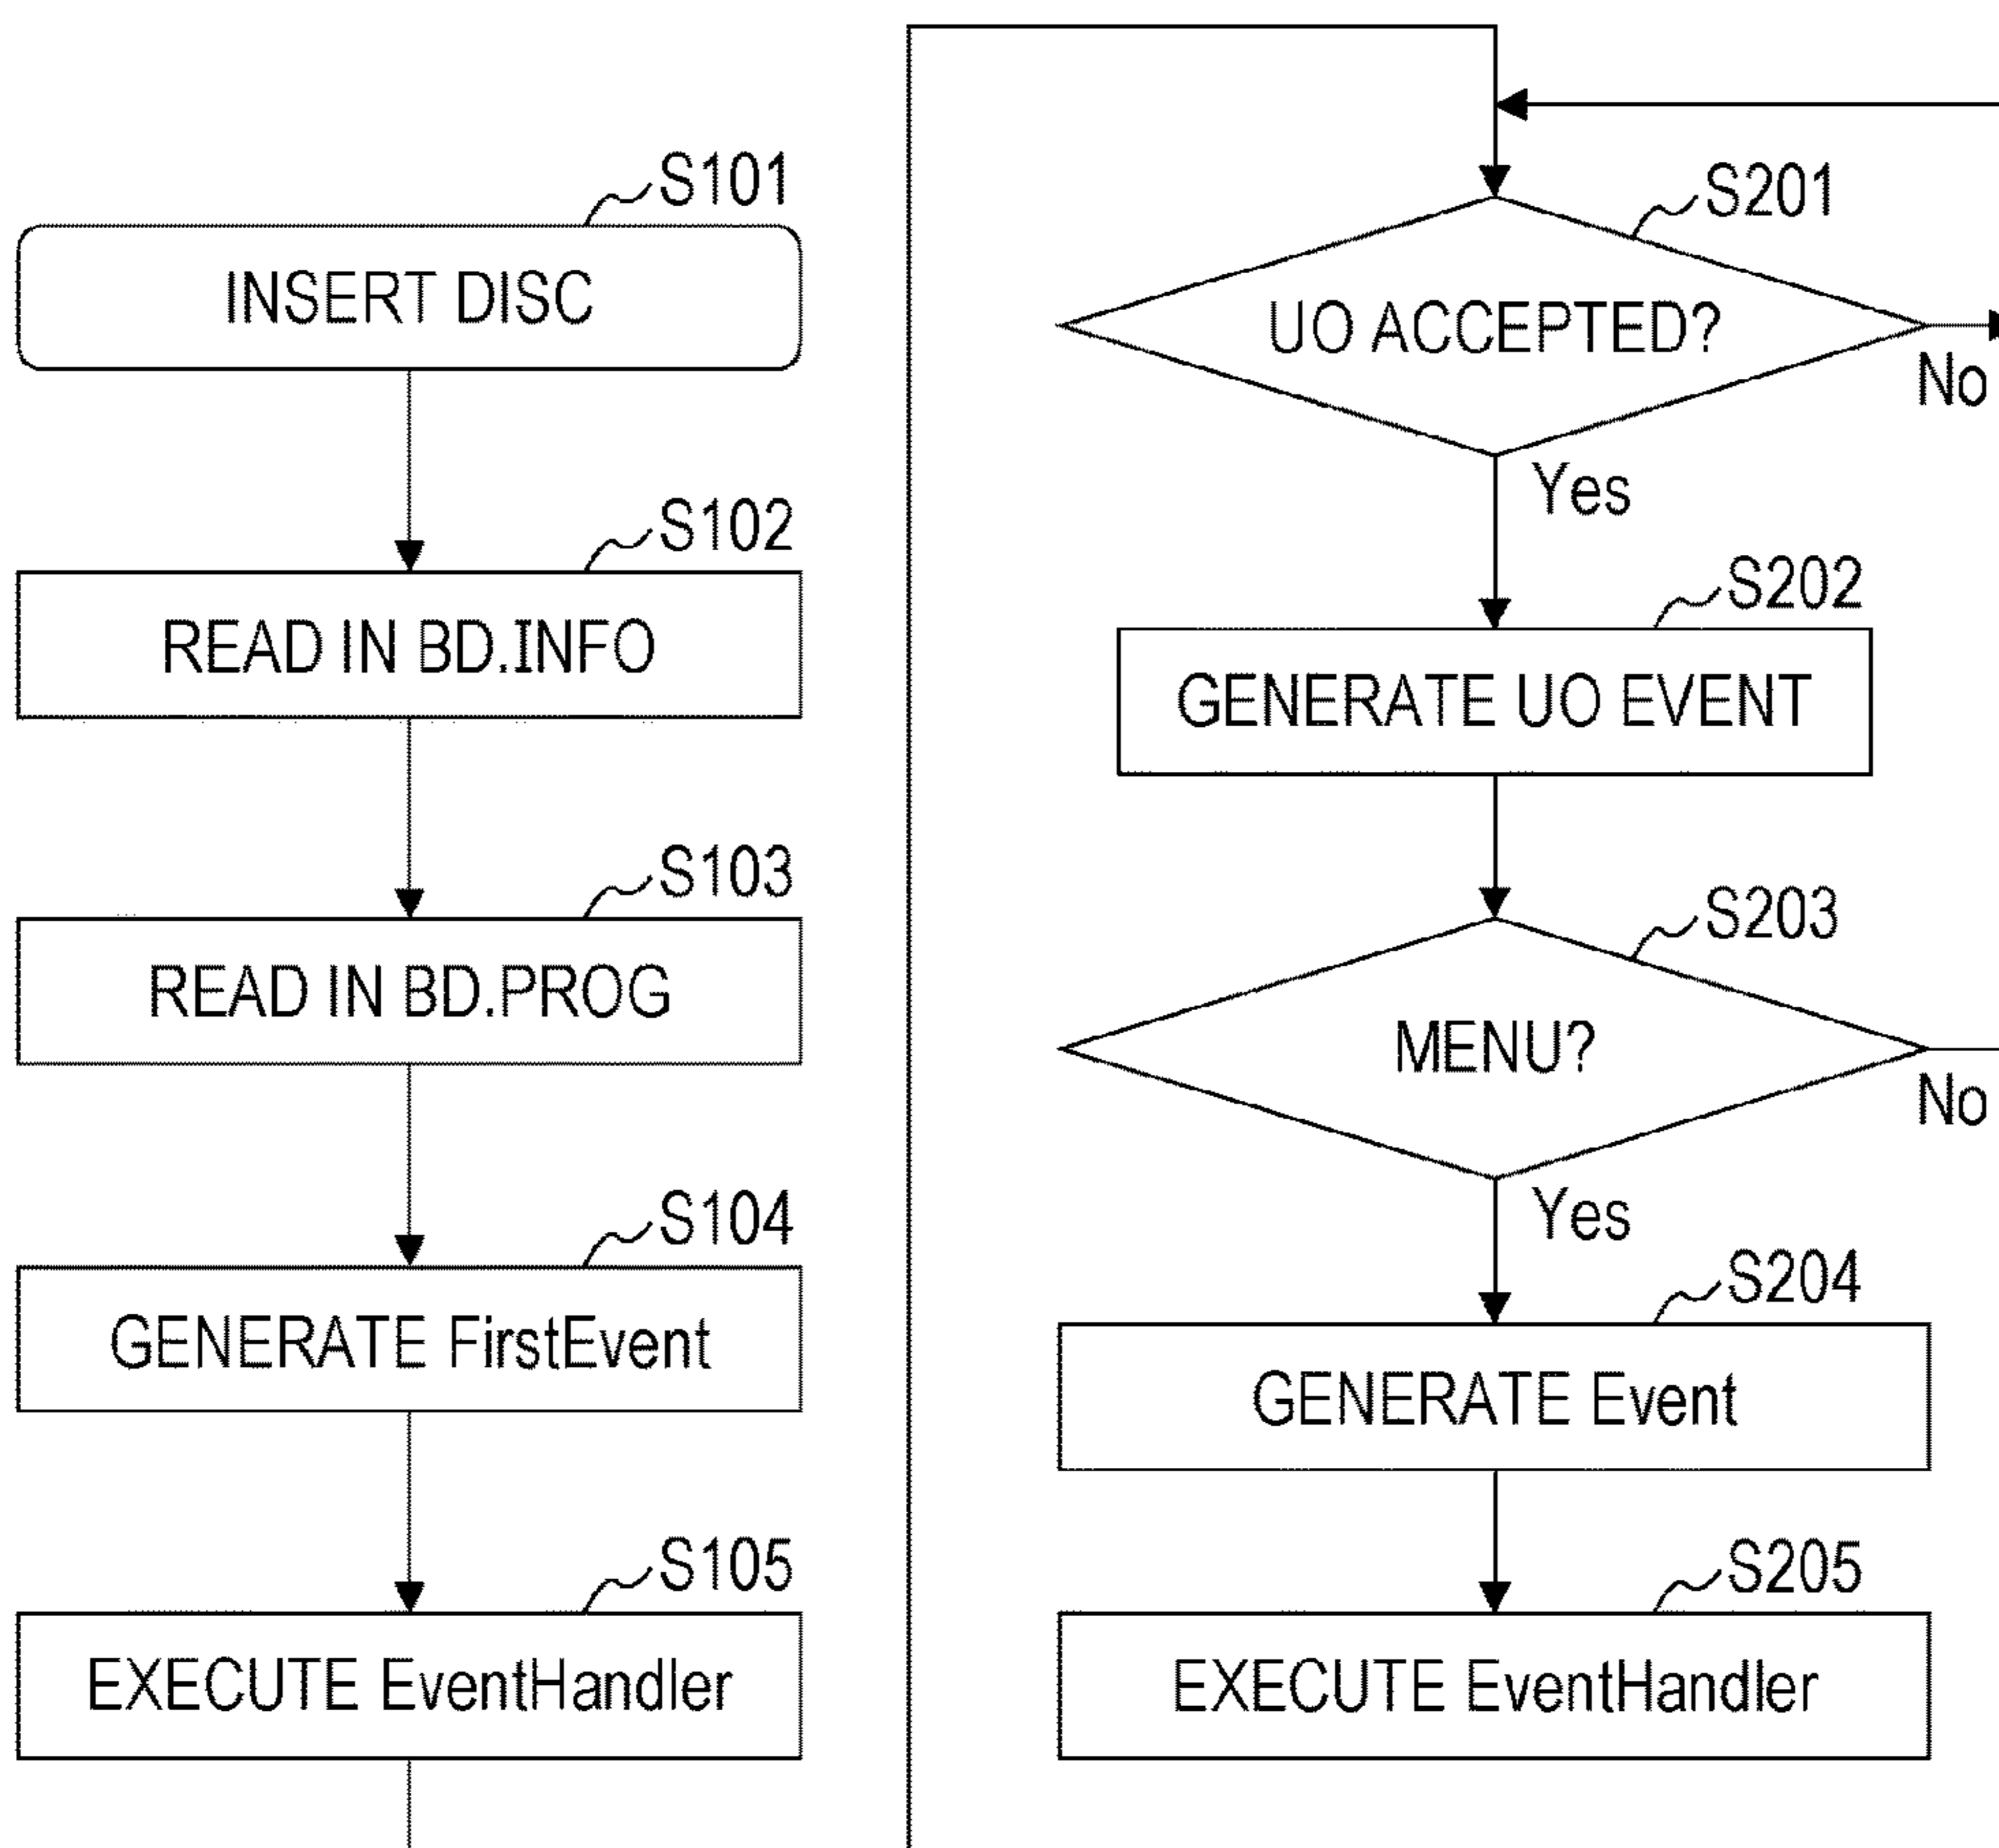 S101
INSERT DISC
S102
READ IN BD.INFO
S103
READ IN BD.PROG
S104
GENERATE FirstEvent
S105
EXECUTE EventHandler
S201
UO ACCEPTED?
No
Yes
S202
GENERATE UO EVENT
S203
MENU?
No
Yes
S204
GENERATE Event
S205
EXECUTE EventHandler